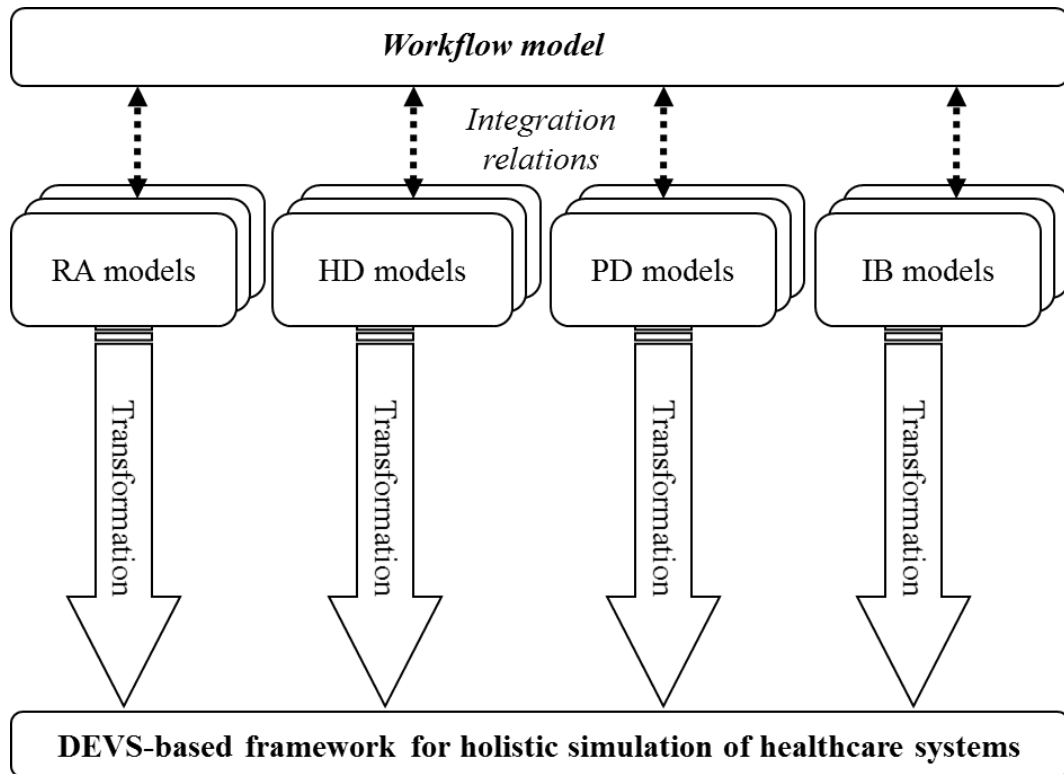 Workflow model
Integration
relations
RA models
HD models
PD models
IB models
Transformation
Transformation
Transformation
Transformation
DEVS-based framework for holistic simulation of healthcare systems